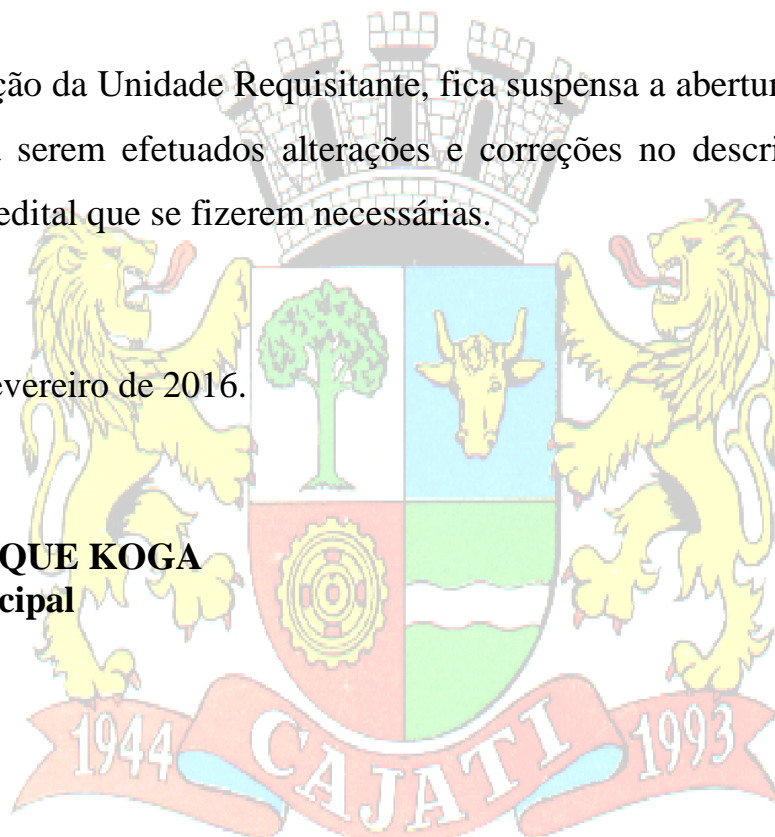 ção da Unidade Requisitante, fica suspensa a abertur
serem efetuados alterações e correções no descri
edital que se fizerem necessárias.
evereiro de 2016.
QUE KOGA
cipal
1944 CAJATI 1993